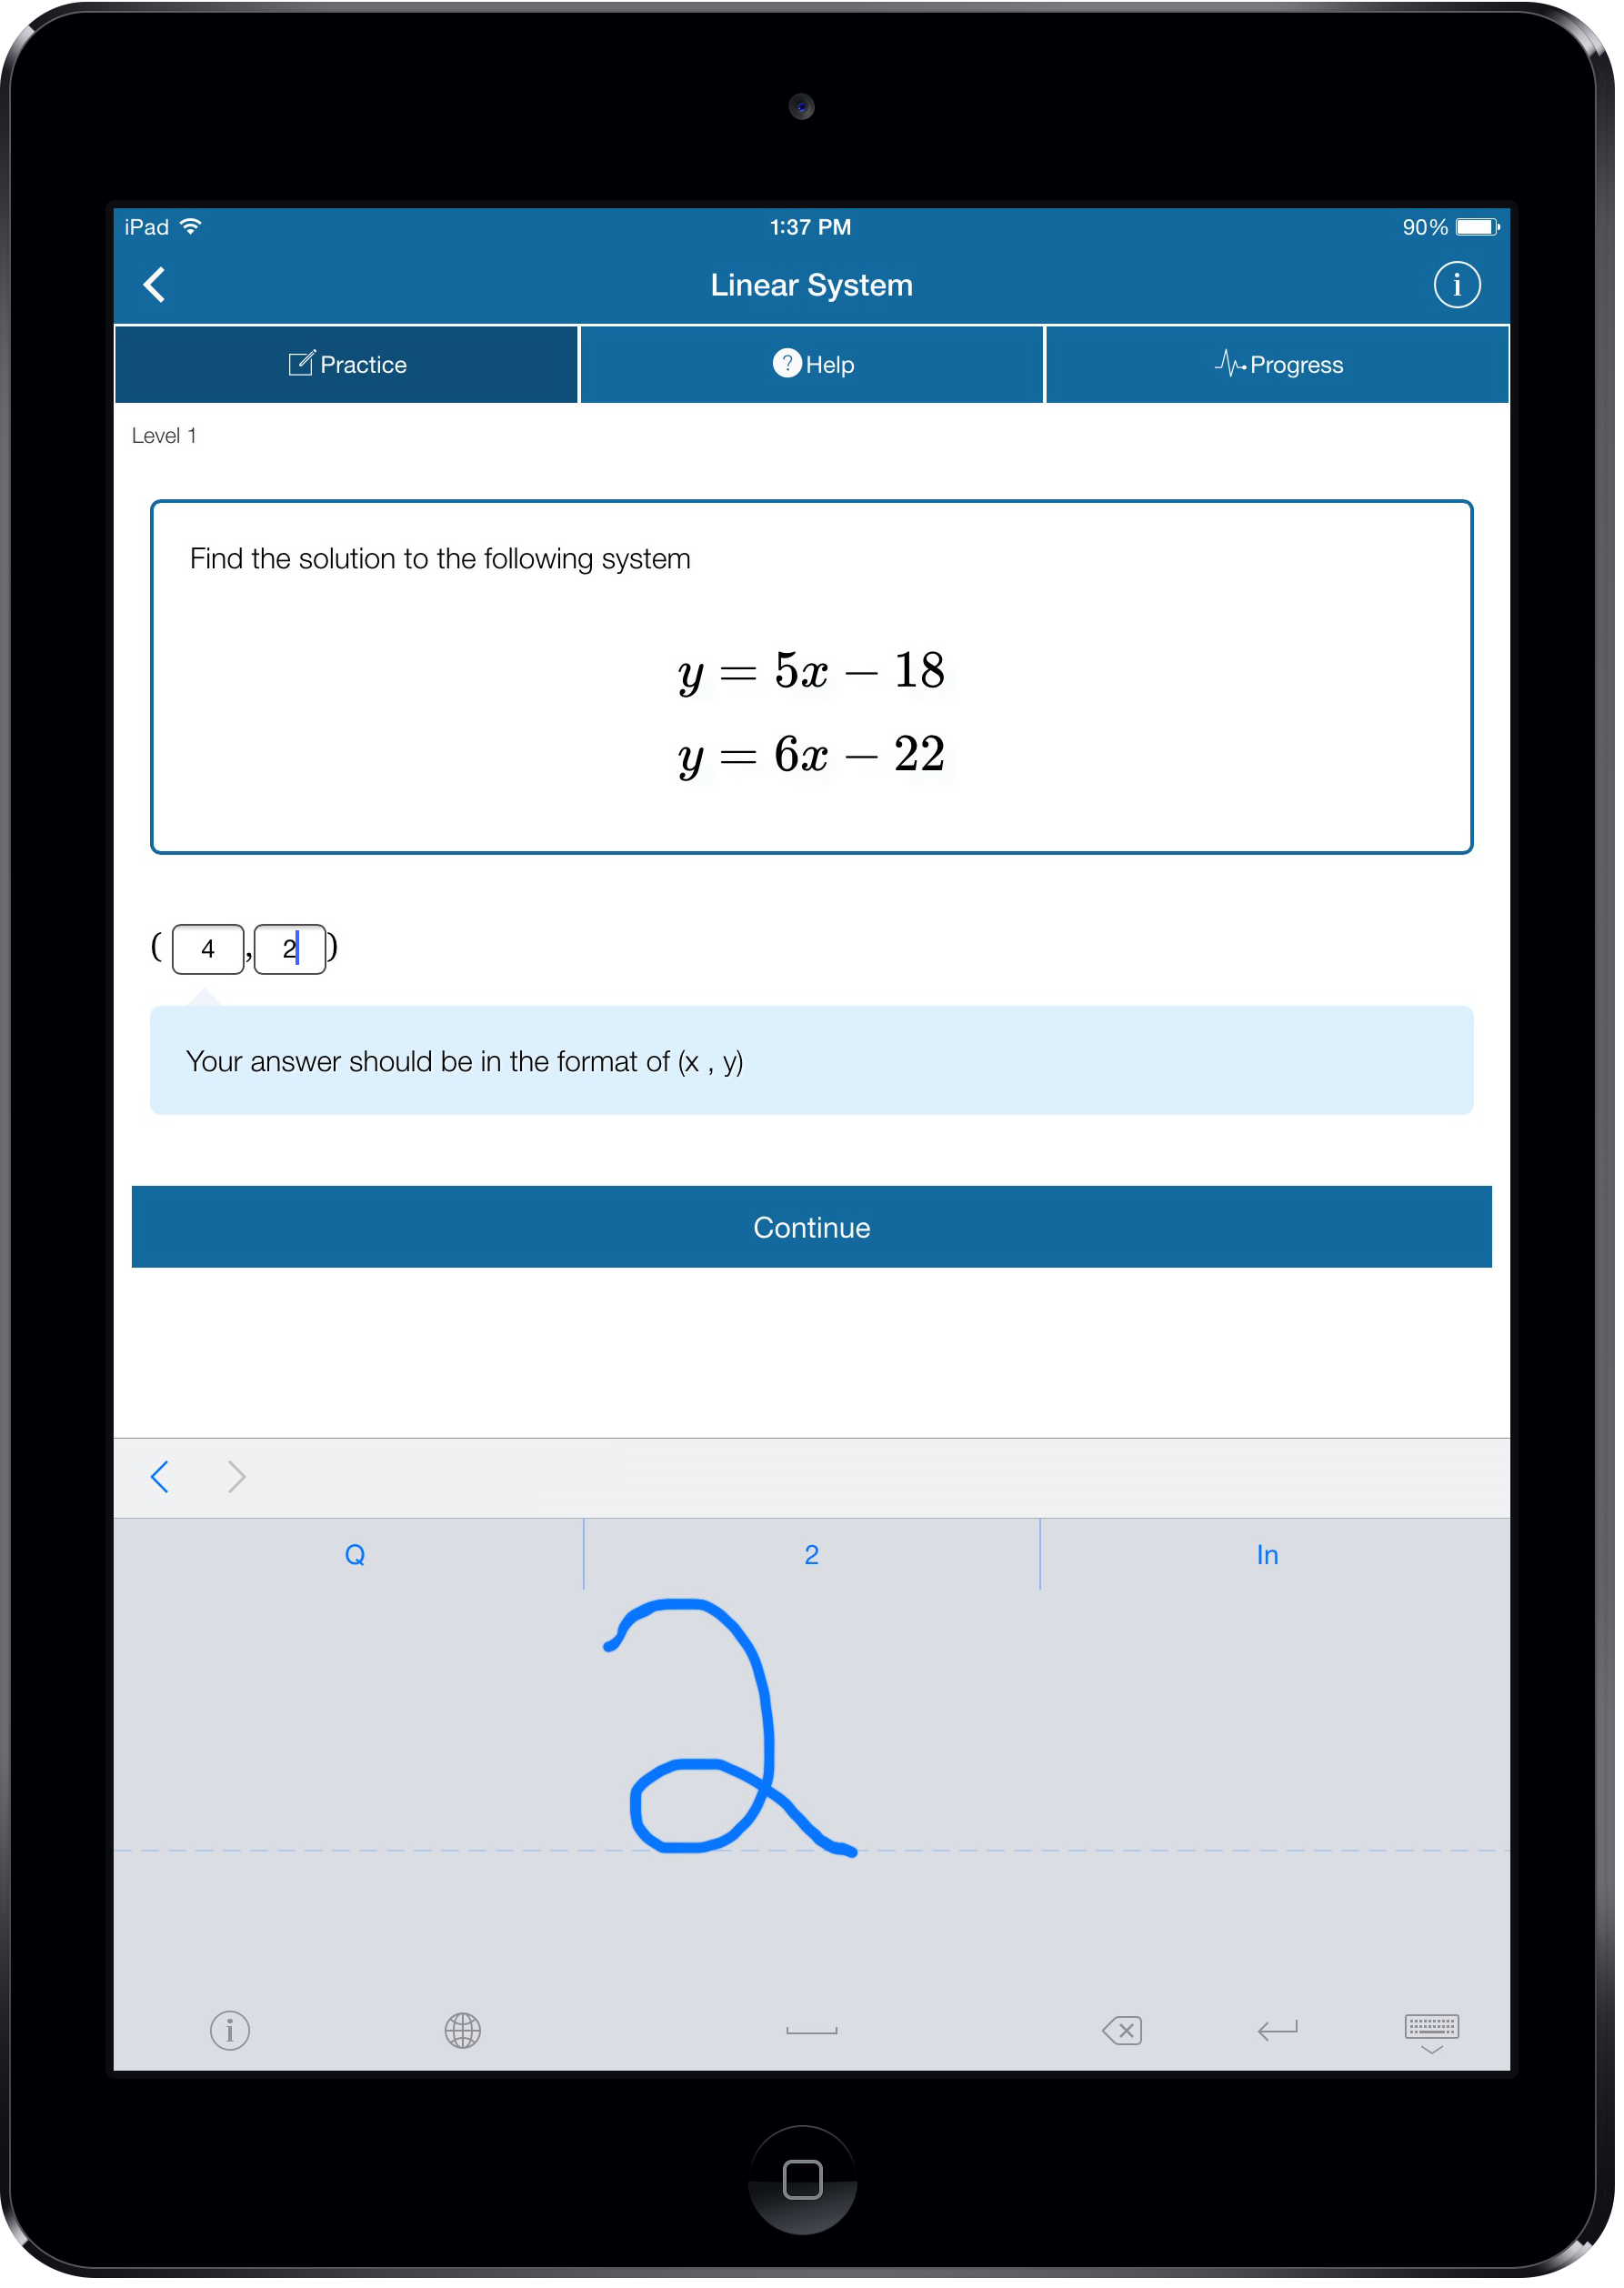 iPad 1:37 PM 90%
Linear System
Practice Help Progress
Level 1
Find the solution to the following system
y = 5x − 18
y = 6x − 22
( 4 , 2 )
Your answer should be in the format of (x , y)
Continue
Q 2 In
2